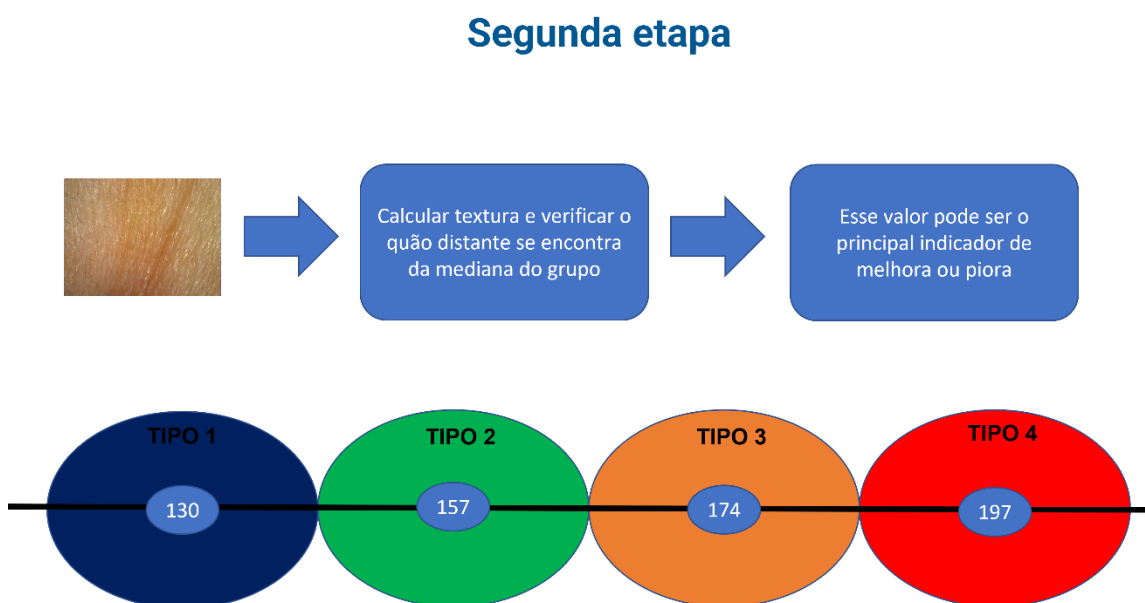 Segunda etapa
Calcular textura e verificar o
quão distante se encontra
da mediana do grupo
Esse valor pode ser o
principal indicador de
melhora ou piora
TIPO 1
TIPO 2
TIPO 3
TIPO 4
130
157
174
197